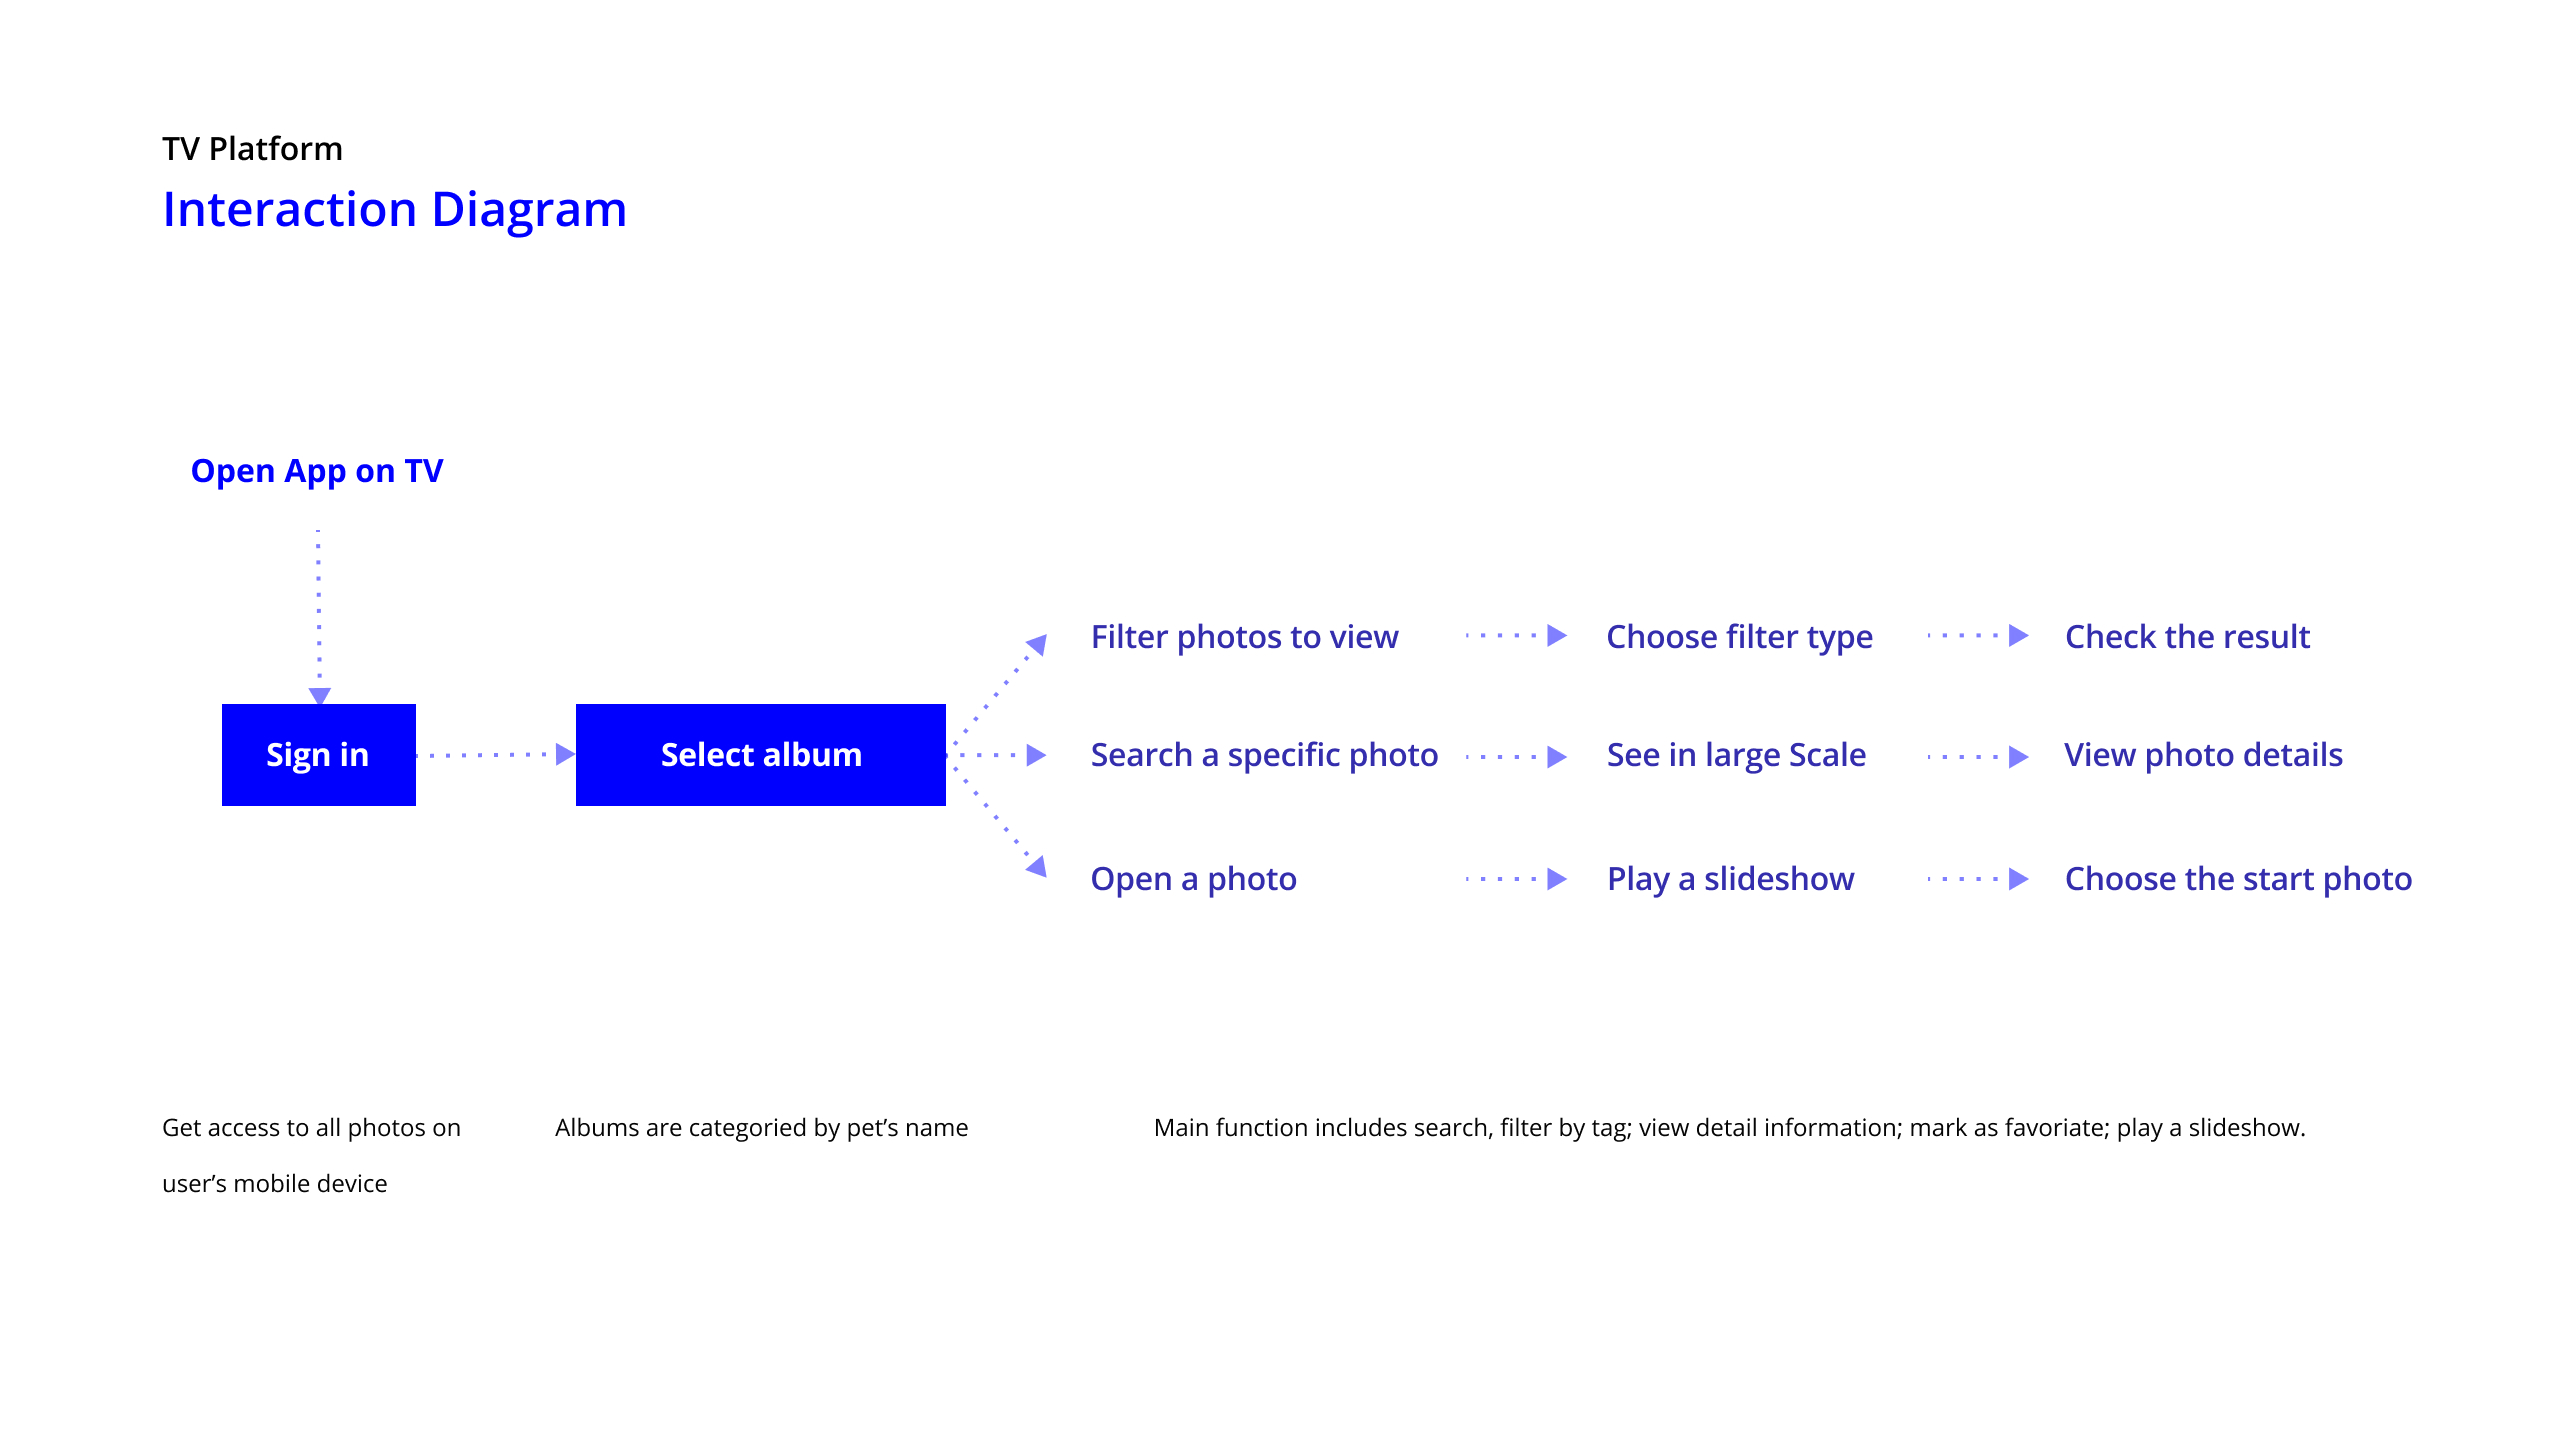 TV Platform
Interaction Diagram
Open App on TV
Sign in
Select album
Filter photos to view
Choose filter type
Check the result
Search a specific photo
See in large Scale
View photo details
Open a photo
Play a slideshow
Choose the start photo
Get access to all photos on
user’s mobile device
Albums are categoried by pet’s name
Main function includes search, filter by tag; view detail information; mark as favoriate; play a slideshow.